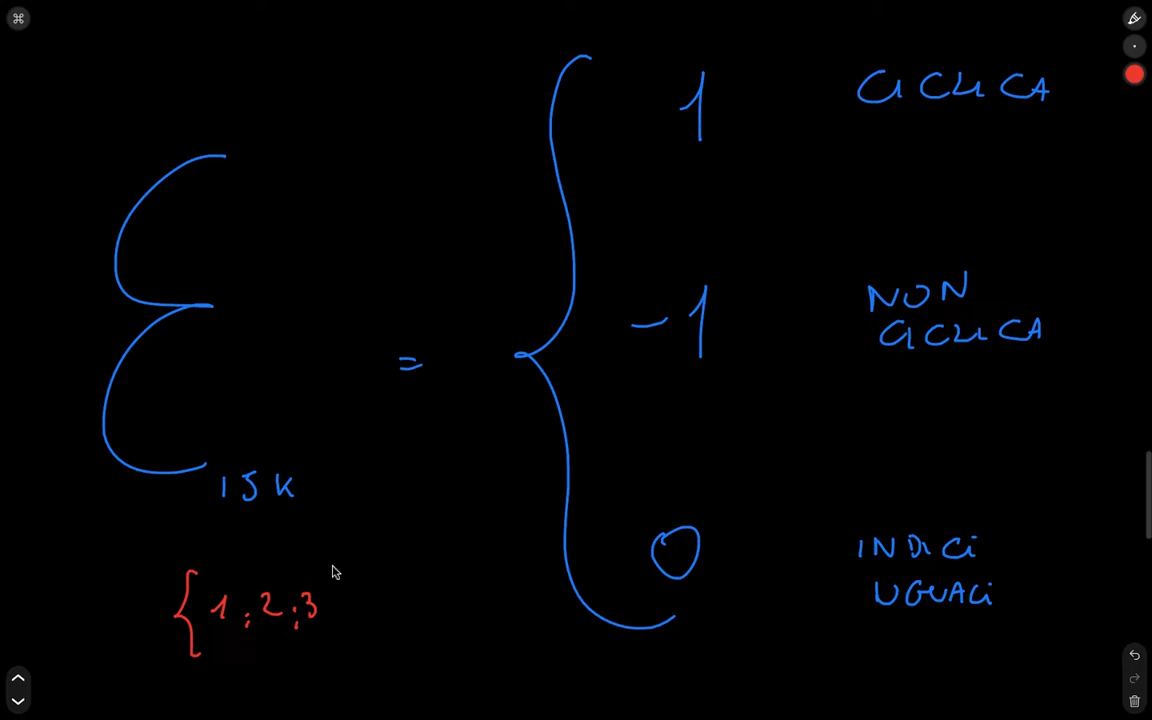 1 CICLICA
-1 NON
CICLICA
ε =
IJK
0 INDICI
UGUALI
{ 1 ; 2 ; 3